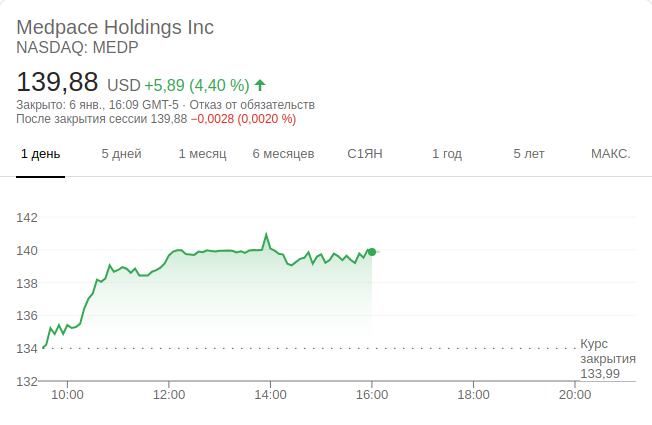 Medpace Holdings Inc
NASDAQ: MEDP
139,88 USD +5,89 (4,40 %)
Закрыто: 6 янв., 16:09 GMT-5 · Отказ от обязательств
После закрытия сессии 139,88 −0,0028 (0,0020 %)
1 день 5 дней 1 месяц 6 месяцев С1ЯН 1 год 5 лет МАКС.
142
140
138
136
134
132
Курс
закрытия
133,99
10:00 12:00 14:00 16:00 18:00 20:00